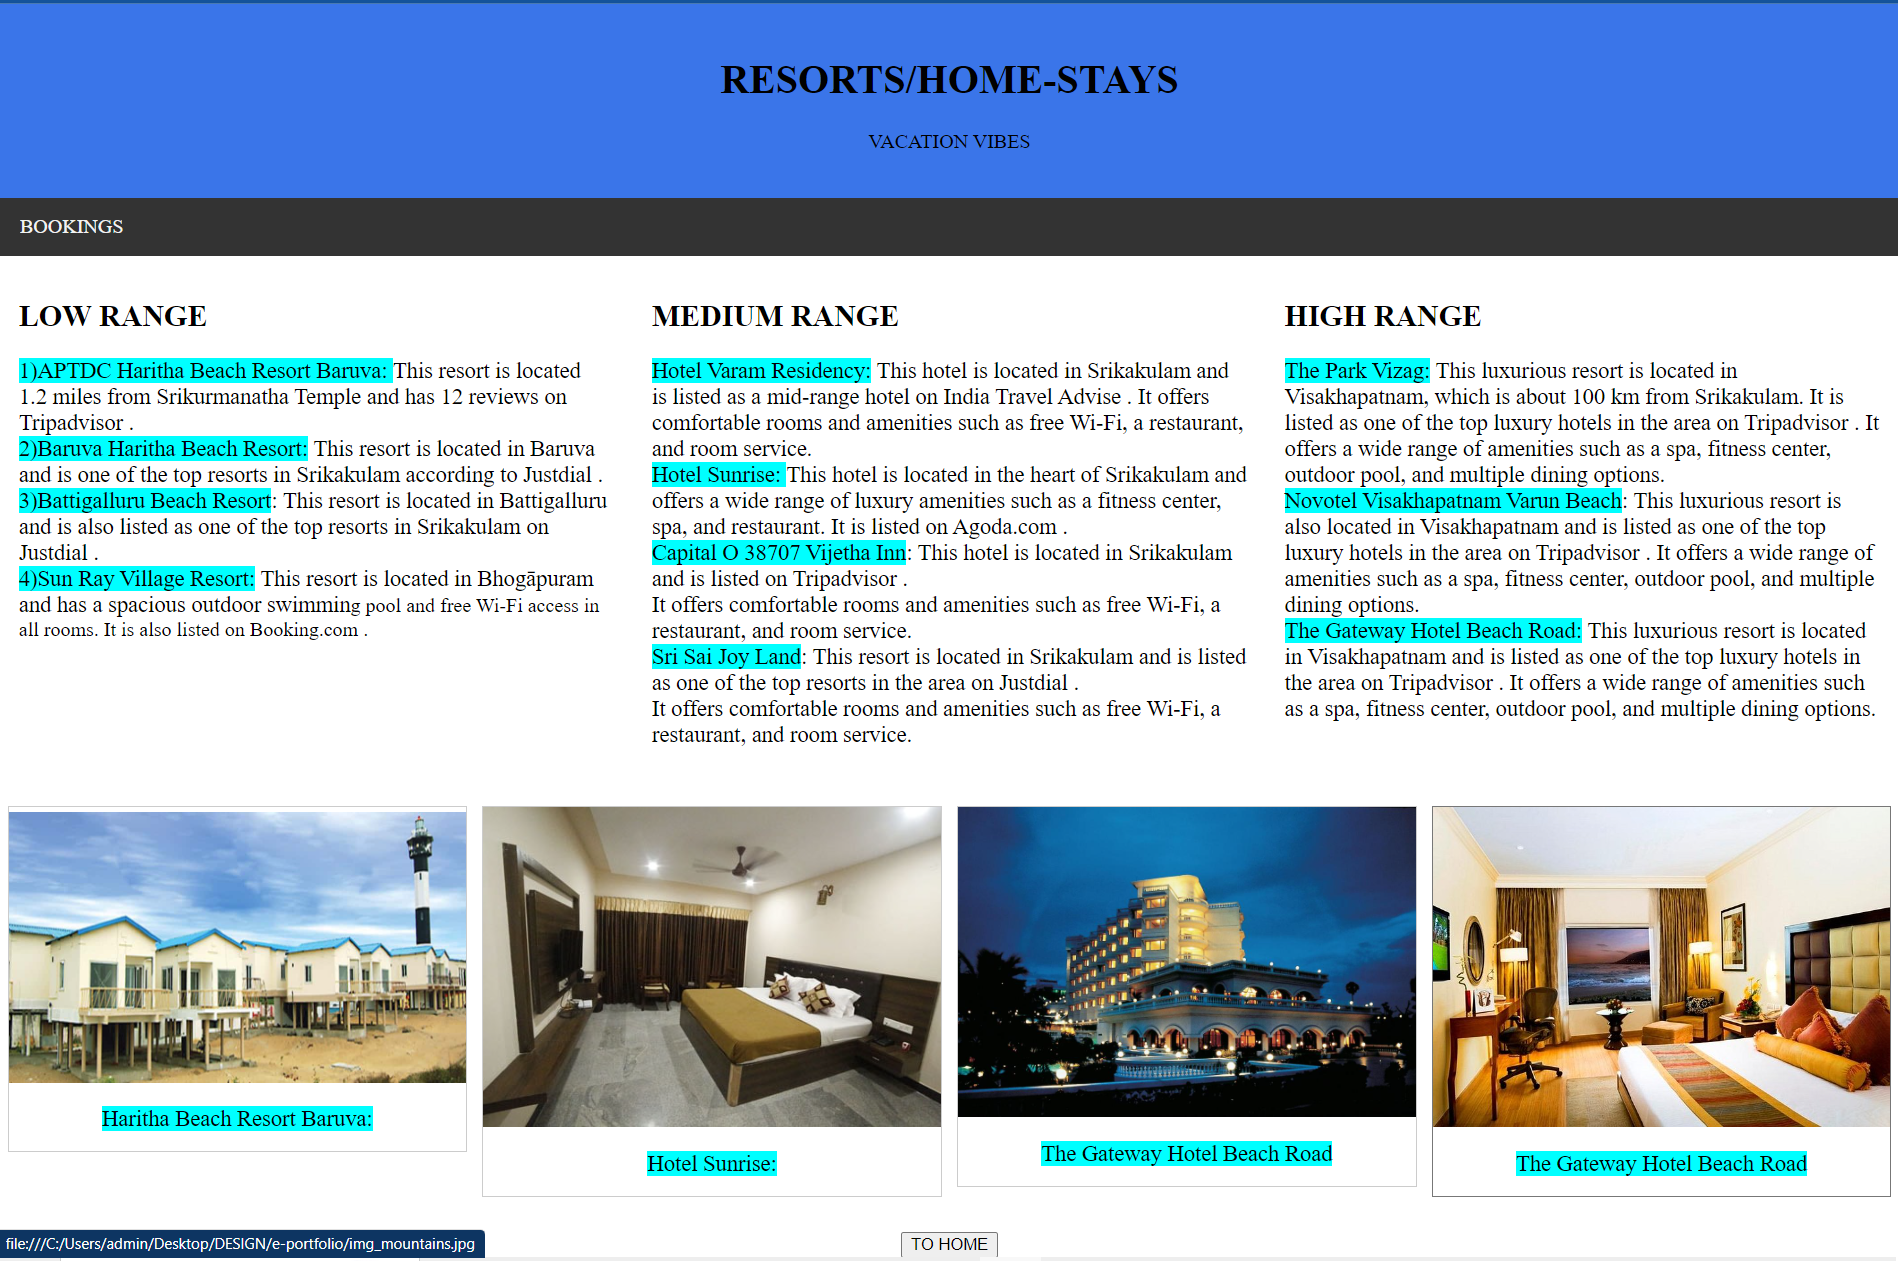 RESORTS/HOME-STAYS
VACATION VIBES
BOOKINGS
LOW RANGE
1)APTDC Haritha Beach Resort Baruva: This resort is located
1.2 miles from Srikurmanatha Temple and has 12 reviews on
Tripadvisor .
2)Baruva Haritha Beach Resort: This resort is located in Baruva
and is one of the top resorts in Srikakulam according to Justdial .
3)Battigalluru Beach Resort: This resort is located in Battigalluru
and is also listed as one of the top resorts in Srikakulam on
Justdial .
4)Sun Ray Village Resort: This resort is located in Bhogāpuram
and has a spacious outdoor swimming pool and free Wi-Fi access in
all rooms. It is also listed on Booking.com .
MEDIUM RANGE
Hotel Varam Residency: This hotel is located in Srikakulam and
is listed as a mid-range hotel on India Travel Advise . It offers
comfortable rooms and amenities such as free Wi-Fi, a restaurant,
and room service.
Hotel Sunrise: This hotel is located in the heart of Srikakulam and
offers a wide range of luxury amenities such as a fitness center,
spa, and restaurant. It is listed on Agoda.com .
Capital O 38707 Vijetha Inn: This hotel is located in Srikakulam
and is listed on Tripadvisor .
It offers comfortable rooms and amenities such as free Wi-Fi, a
restaurant, and room service.
Sri Sai Joy Land: This resort is located in Srikakulam and is listed
as one of the top resorts in the area on Justdial .
It offers comfortable rooms and amenities such as free Wi-Fi, a
restaurant, and room service.
HIGH RANGE
The Park Vizag: This luxurious resort is located in
Visakhapatnam, which is about 100 km from Srikakulam. It is
listed as one of the top luxury hotels in the area on Tripadvisor . It
offers a wide range of amenities such as a spa, fitness center,
outdoor pool, and multiple dining options.
Novotel Visakhapatnam Varun Beach: This luxurious resort is
also located in Visakhapatnam and is listed as one of the top
luxury hotels in the area on Tripadvisor . It offers a wide range of
amenities such as a spa, fitness center, outdoor pool, and multiple
dining options.
The Gateway Hotel Beach Road: This luxurious resort is located
in Visakhapatnam and is listed as one of the top luxury hotels in
the area on Tripadvisor . It offers a wide range of amenities such
as a spa, fitness center, outdoor pool, and multiple dining options.
Haritha Beach Resort Baruva:
Hotel Sunrise:
The Gateway Hotel Beach Road
The Gateway Hotel Beach Road
file:///C:/Users/admin/Desktop/DESIGN/e-portfolio/img_mountains.jpg
TO HOME